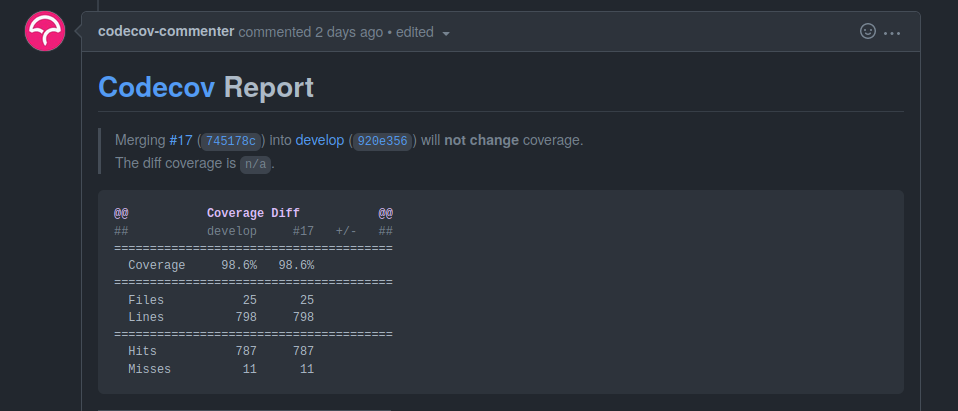 codecov-commenter commented 2 days ago • edited
Codecov Report
Merging #17 (745178c) into develop (920e356) will not change coverage.
The diff coverage is n/a.
@@           Coverage Diff           @@
##           develop     #17   +/-   ##
=======================================
  Coverage     98.6%   98.6%
=======================================
  Files           25      25
  Lines          798     798
=======================================
  Hits           787     787
  Misses          11      11